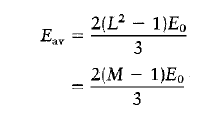 E_av = 2(L² − 1)E₀ / 3
= 2(M − 1)E₀ / 3